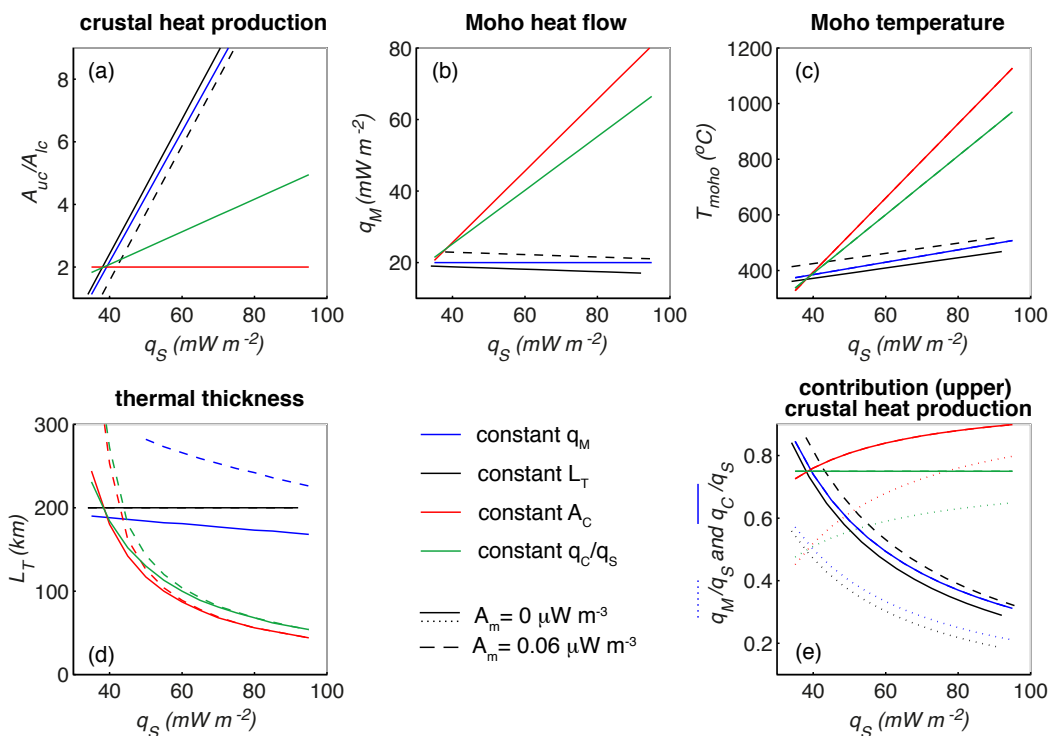 crustal heat production
Moho heat flow
Moho temperature
(a)
8
6
4
2
A_uc/A_lc
40 60 80 100
q_S (mW m⁻²)
(b)
80
60
40
20
q_M (mW m⁻²)
40 60 80 100
q_S (mW m⁻²)
(c)
1200
1000
800
600
400
T_moho (°C)
40 60 80 100
q_S (mW m⁻²)
thermal thickness
300
200
100
0
L_T (km)
(d)
40 60 80 100
q_S (mW m⁻²)
constant q_M
constant L_T
constant A_C
constant q_C/q_S
A_m= 0 μW m⁻³
A_m= 0.06 μW m⁻³
contribution (upper)
crustal heat production
0.8
0.6
0.4
0.2
q_M/q_S and q_C/q_S
(e)
40 60 80 100
q_S (mW m⁻²)